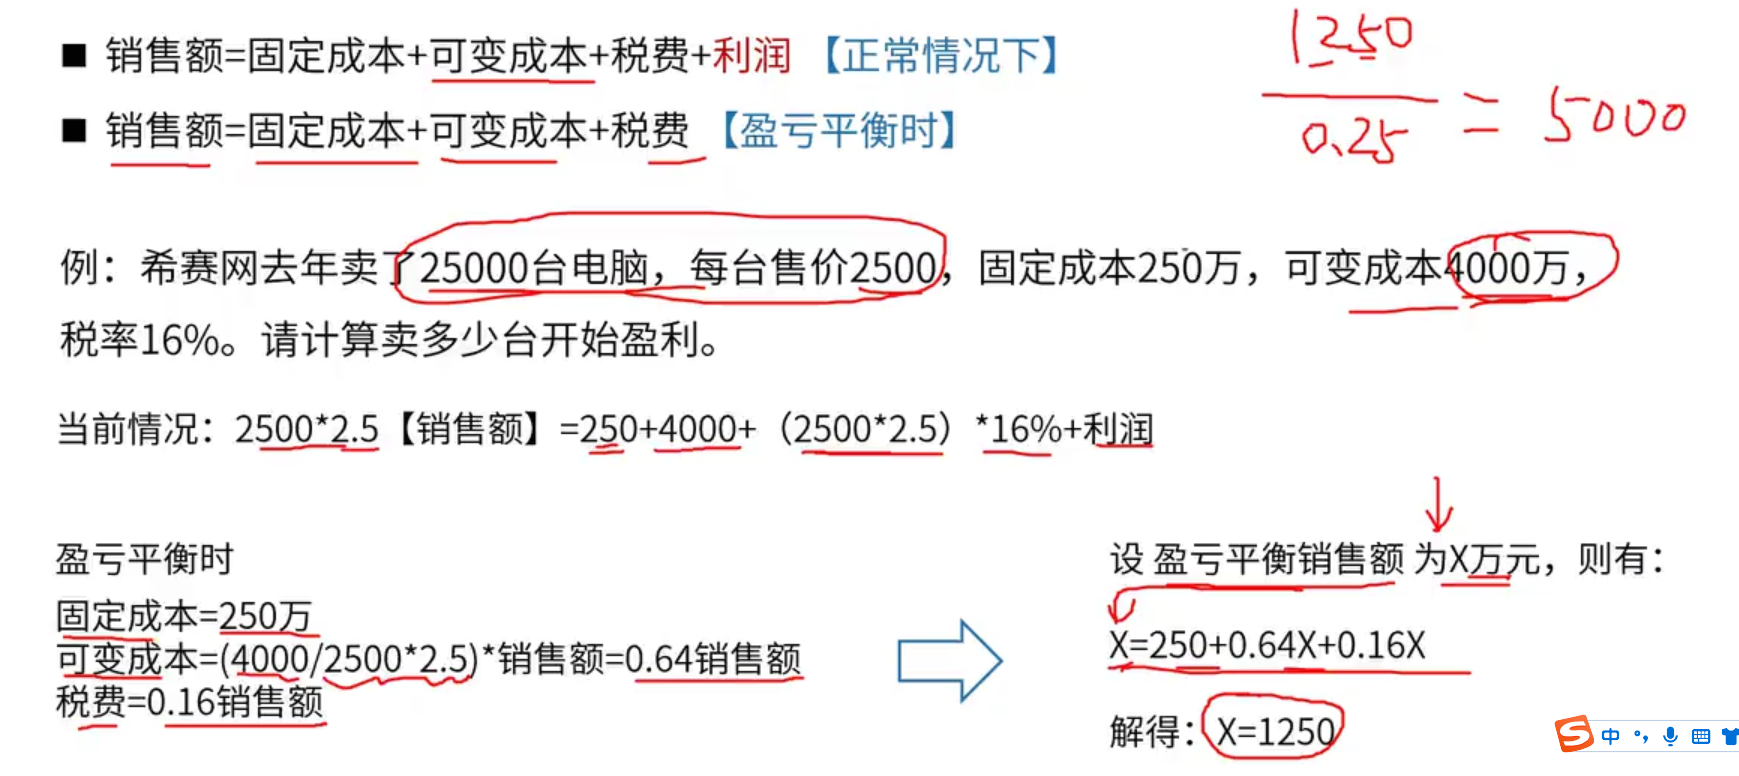 ■ 销售额=固定成本+可变成本+税费+利润 【正常情况下】
■ 销售额=固定成本+可变成本+税费 【盈亏平衡时】
1250
0.25
= 5000
例：希赛网去年卖了25000台电脑，每台售价2500，固定成本250万，可变成本4000万，
税率16%。请计算卖多少台开始盈利。
当前情况：2500*2.5【销售额】=250+4000+（2500*2.5）*16%+利润
盈亏平衡时
固定成本=250万
可变成本=(4000/2500*2.5)*销售额=0.64销售额
税费=0.16销售额
设 盈亏平衡销售额 为X万元，则有：
X=250+0.64X+0.16X
解得：X=1250
中